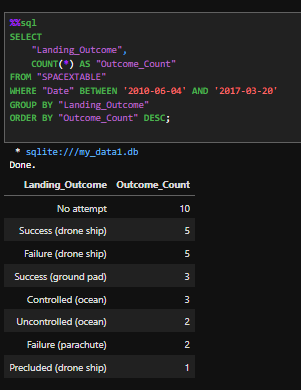 %%sql
SELECT
"Landing_Outcome",
COUNT(*) AS "Outcome_Count"
FROM "SPACEXTABLE"
WHERE "Date" BETWEEN '2010-06-04' AND '2017-03-20'
GROUP BY "Landing_Outcome"
ORDER BY "Outcome_Count" DESC;
* sqlite:///my_data1.db
Done.
Landing_Outcome Outcome_Count
No attempt 10
Success (drone ship) 5
Failure (drone ship) 5
Success (ground pad) 3
Controlled (ocean) 3
Uncontrolled (ocean) 2
Failure (parachute) 2
Precluded (drone ship) 1